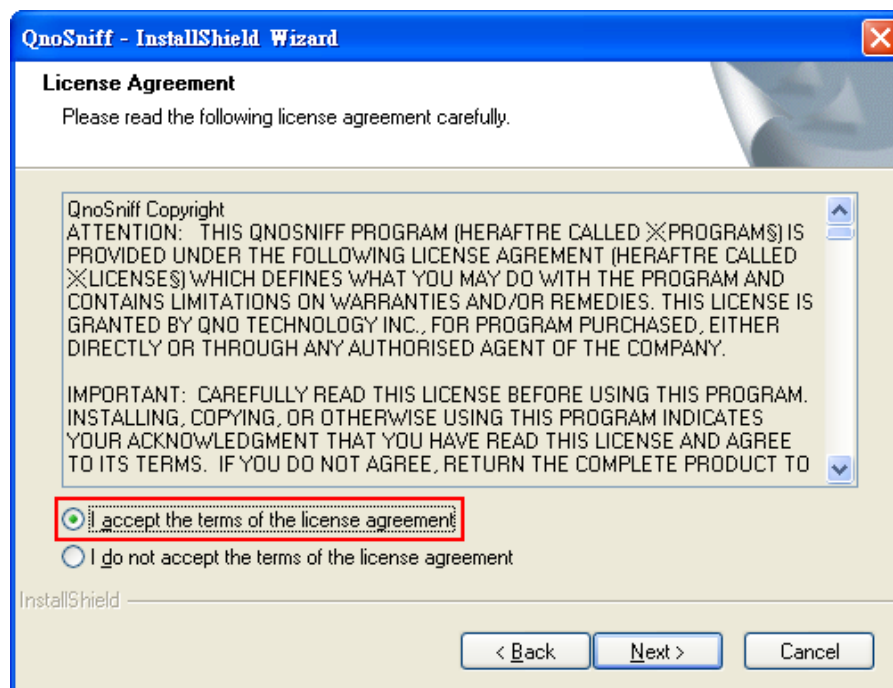 QnoSniff - InstallShield Wizard
License Agreement
Please read the following license agreement carefully.
QnoSniff Copyright
ATTENTION:   THIS QNOSNIFF PROGRAM (HERAFTRE CALLED ※PROGRAM§) IS
PROVIDED UNDER THE FOLLOWING LICENSE AGREMENT (HERAFTRE CALLED
※LICENSE§) WHICH DEFINES WHAT YOU MAY DO WITH THE PROGRAM AND
CONTAINS LIMITATIONS ON WARRANTIES AND/OR REMEDIES. THIS LICENSE IS
GRANTED BY QNO TECHNOLOGY INC., FOR PROGRAM PURCHASED, EITHER
DIRECTLY OR THROUGH ANY AUTHORISED AGENT OF THE COMPANY.
IMPORTANT:  CAREFULLY READ THIS LICENSE BEFORE USING THIS PROGRAM.
INSTALLING, COPYING, OR OTHERWISE USING THIS PROGRAM INDICATES
YOUR ACKNOWLEDGMENT THAT YOU HAVE READ THIS LICENSE AND AGREE
TO ITS TERMS.  IF YOU DO NOT AGREE, RETURN THE COMPLETE PRODUCT TO
I accept the terms of the license agreement
I do not accept the terms of the license agreement
InstallShield
< Back
Next >
Cancel